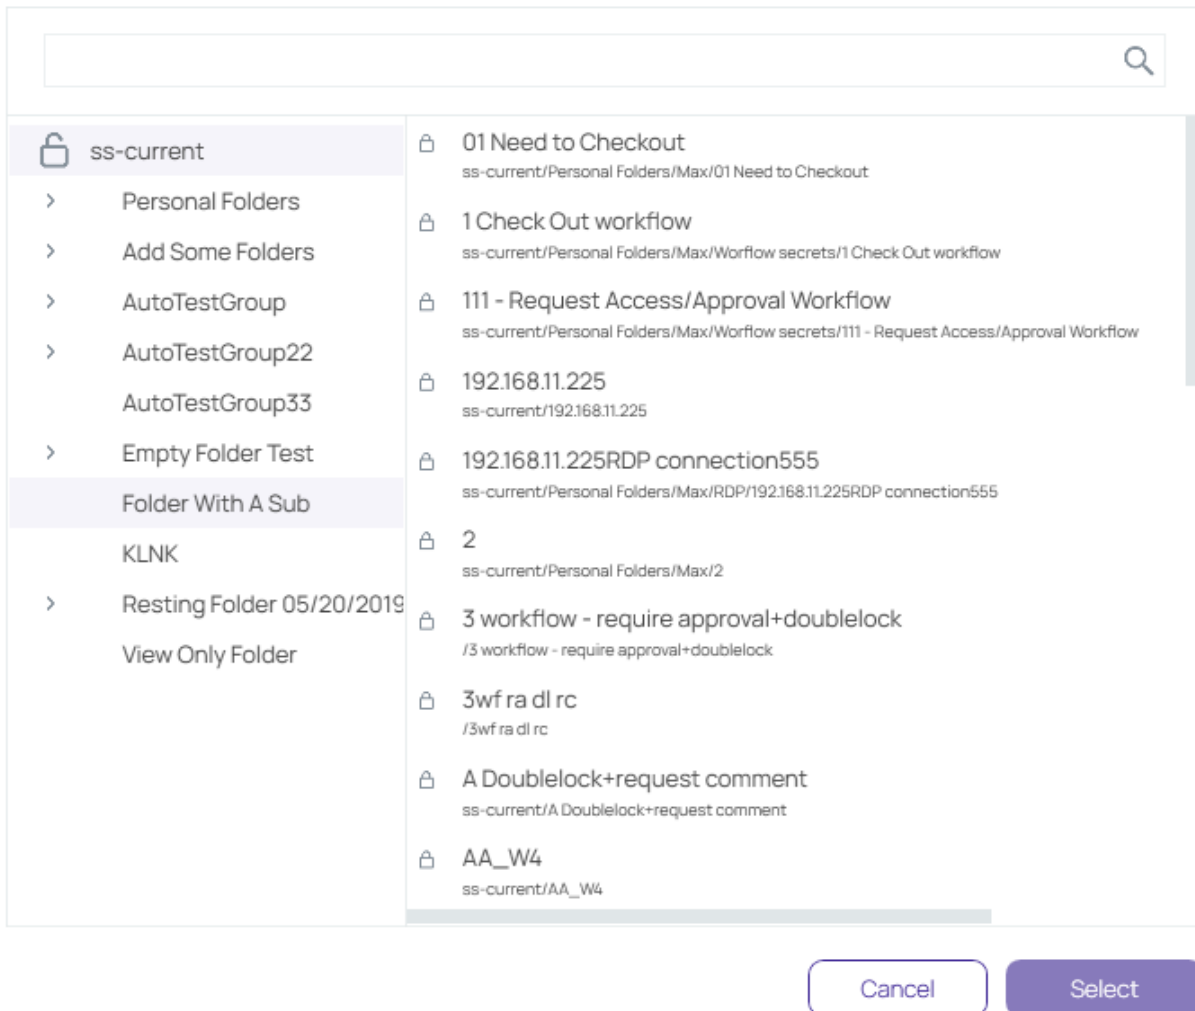 ss-current
Personal Folders
Add Some Folders
AutoTestGroup
AutoTestGroup22
AutoTestGroup33
Empty Folder Test
Folder With A Sub
KLNK
Resting Folder 05/20/2019
View Only Folder
01 Need to Checkout
ss-current/Personal Folders/Max/01 Need to Checkout
1 Check Out workflow
ss-current/Personal Folders/Max/Worflow secrets/1 Check Out workflow
111 - Request Access/Approval Workflow
ss-current/Personal Folders/Max/Worflow secrets/111 - Request Access/Approval Workflow
192.168.11.225
ss-current/192.168.11.225
192.168.11.225RDP connection555
ss-current/Personal Folders/Max/RDP/192.168.11.225RDP connection555
2
ss-current/Personal Folders/Max/2
3 workflow - require approval+doublelock
/3 workflow - require approval+doublelock
3wf ra dl rc
/3wf ra dl rc
A Doublelock+request comment
ss-current/A Doublelock+request comment
AA_W4
ss-current/AA_W4
Cancel
Select